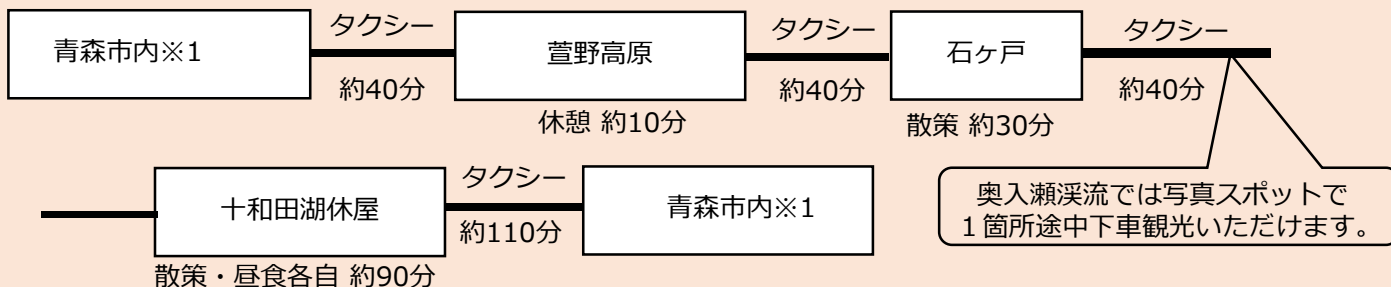 青森市内※1
タクシー
約40分
萱野高原
休憩 約10分
タクシー
約40分
石ヶ戸
散策 約30分
タクシー
約40分
奥入瀬渓流では写真スポットで
１箇所途中下車観光いただけます。
十和田湖休屋
散策・昼食各自 約90分
タクシー
約110分
青森市内※1